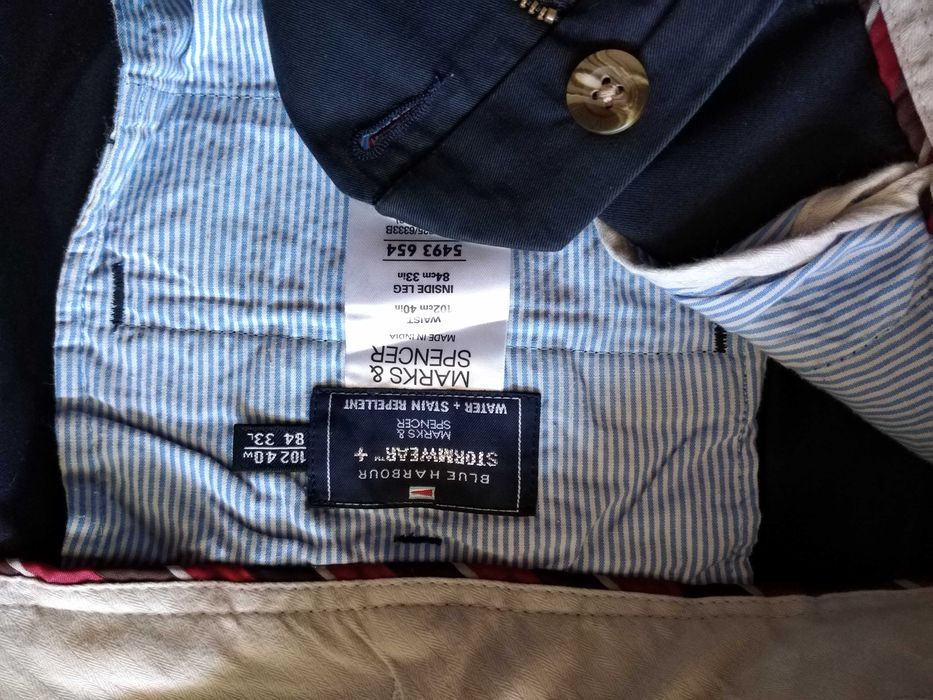 BLUE HARBOUR
STORMWEAR™ +
MARKS &
SPENCER
WATER + STAIN REPELLENT
102 40W
84 33L
MARKS &
SPENCER
MADE IN INDIA
WAIST
102cm 40in
INSIDE LEG
84cm 33in
5493 654